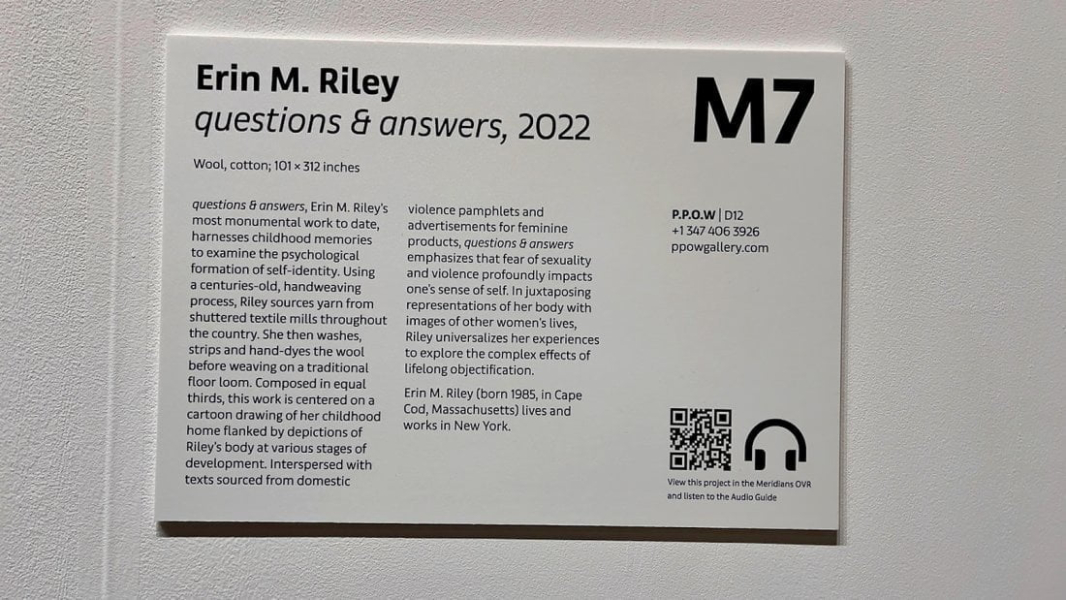 Erin M. Riley
questions & answers, 2022
M7
Wool, cotton; 101 × 312 inches
questions & answers, Erin M. Riley's
most monumental work to date,
harnesses childhood memories
to examine the psychological
formation of self-identity. Using
a centuries-old, handweaving
process, Riley sources yarn from
shuttered textile mills throughout
the country. She then washes,
strips and hand-dyes the wool
before weaving on a traditional
floor loom. Composed in equal
thirds, this work is centered on a
cartoon drawing of her childhood
home flanked by depictions of
Riley's body at various stages of
development. Interspersed with
texts sourced from domestic
violence pamphlets and
advertisements for feminine
products, questions & answers
emphasizes that fear of sexuality
and violence profoundly impacts
one's sense of self. In juxtaposing
representations of her body with
images of other women's lives,
Riley universalizes her experiences
to explore the complex effects of
lifelong objectification.
Erin M. Riley (born 1985, in Cape
Cod, Massachusetts) lives and
works in New York.
P.P.O.W | D12
+1 347 406 3926
ppowgallery.com
View this project in the Meridians OVR
and listen to the Audio Guide